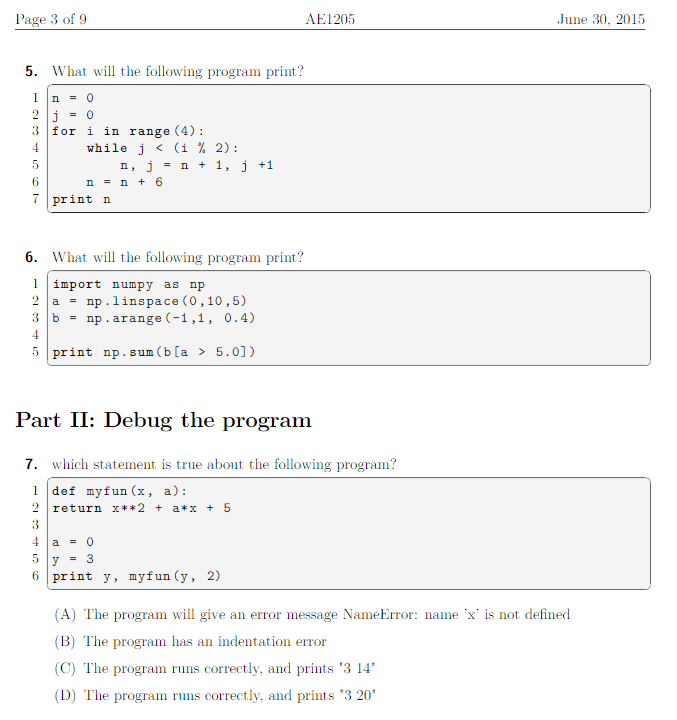 Page 3 of 9 AE1205 June 30, 2015
5. What will the following program print?
1 n = 0
2 j = 0
3 for i in range(4):
4     while j < (i % 2):
5         n, j = n + 1, j +1
6     n = n + 6
7 print n
6. What will the following program print?
1 import numpy as np
2 a = np.linspace(0,10,5)
3 b = np.arange(-1,1, 0.4)
4
5 print np.sum(b[a > 5.0])
Part II: Debug the program
7. which statement is true about the following program?
1 def myfun(x, a):
2 return x**2 + a*x + 5
3
4 a = 0
5 y = 3
6 print y, myfun(y, 2)
(A) The program will give an error message NameError: name 'x' is not defined
(B) The program has an indentation error
(C) The program runs correctly, and prints "3 14"
(D) The program runs correctly, and prints "3 20"